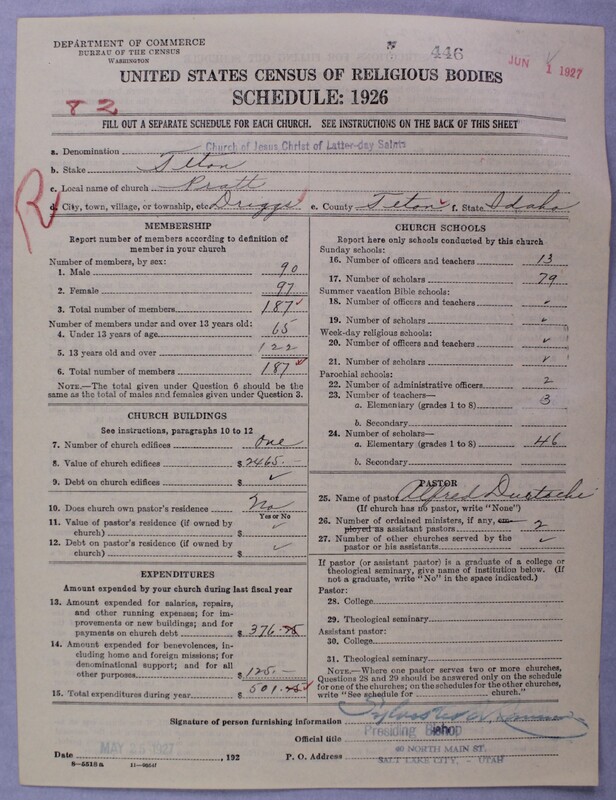 DEPARTMENT OF COMMERCE
BUREAU OF THE CENSUS
WASHINGTON
446
JUN 1 1927
UNITED STATES CENSUS OF RELIGIOUS BODIES
SCHEDULE: 1926
82
FILL OUT A SEPARATE SCHEDULE FOR EACH CHURCH. SEE INSTRUCTIONS ON THE BACK OF THIS SHEET
R
a. Denomination Church of Jesus Christ of Latter-day Saints
b. Stake Teton
c. Local name of church Pratt
d. City, town, village, or township, etc. Driggs e. County Teton f. State Idaho
MEMBERSHIP
Report number of members according to definition of member in your church
Number of members, by sex:
1. Male 90
2. Female 97
3. Total number of members 187
Number of members under and over 13 years old:
4. Under 13 years of age 65
5. 13 years old and over 122
6. Total number of members 187
NOTE.—The total given under Question 6 should be the same as the total of males and females given under Question 3.
CHURCH BUILDINGS
See instructions, paragraphs 10 to 12
7. Number of church edifices One
8. Value of church edifices $ 2465.
9. Debt on church edifices $ ✓
10. Does church own pastor's residence? No
Yes or No
11. Value of pastor's residence (if owned by church) $ ✓
12. Debt on pastor's residence (if owned by church) $ ✓
EXPENDITURES
Amount expended by your church during last fiscal year
13. Amount expended for salaries, repairs, and other running expenses; for improvements or new buildings; and for payments on church debt $ 376.25
14. Amount expended for benevolences, including home and foreign missions; for denominational support; and for all other purposes $ 125.—
15. Total expenditures during year $ 501.25
CHURCH SCHOOLS
Report here only schools conducted by this church
Sunday schools:
16. Number of officers and teachers 13
17. Number of scholars 79
Summer vacation Bible schools:
18. Number of officers and teachers ✓
19. Number of scholars ✓
Week-day religious schools:
20. Number of officers and teachers ✓
21. Number of scholars ✓
Parochial schools:
22. Number of administrative officers 2
23. Number of teachers—
a. Elementary (grades 1 to 8) 3
b. Secondary
24. Number of scholars—
a. Elementary (grades 1 to 8) 46
b. Secondary
PASTOR
25. Name of pastor Alfred
(If church has no pastor, write "None")
26. Number of ordained ministers, if any, employed as assistant pastors 2
27. Number of other churches served by the pastor or his assistants ✓
If pastor (or assistant pastor) is a graduate of a college or theological seminary, give name of institution below. (If not a graduate, write "No" in the space indicated.)
Pastor:
28. College
29. Theological seminary
Assistant pastor:
30. College
31. Theological seminary
NOTE.—Where one pastor serves two or more churches, Questions 28 and 29 should be answered only on the schedule for one of the churches; on the schedules for the other churches, write "See schedule for church."
Signature of person furnishing information
Official title Presiding Bishop
Date MAY 25 1927, 192 P. O. Address 40 NORTH MAIN ST.
SALT LAKE CITY, - UTAH
8—5516a